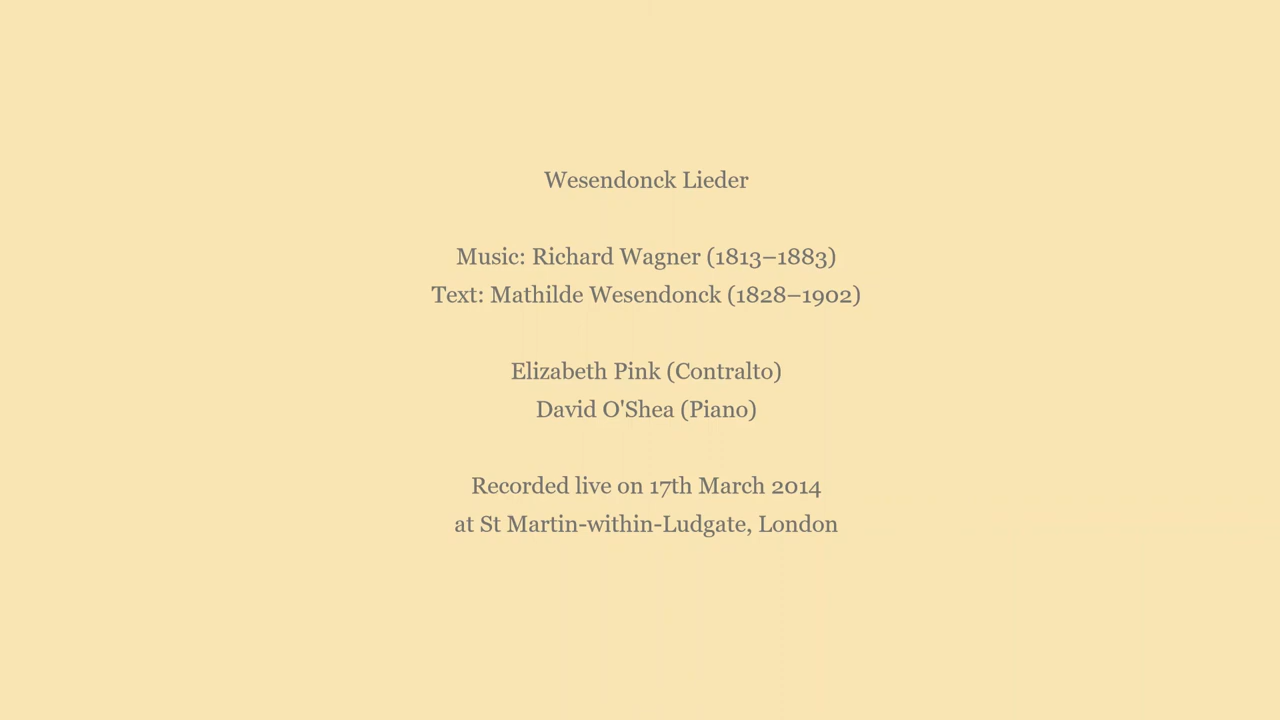 Wesendonck Lieder
Music: Richard Wagner (1813–1883)
Text: Mathilde Wesendonck (1828–1902)
Elizabeth Pink (Contralto)
David O'Shea (Piano)
Recorded live on 17th March 2014
at St Martin-within-Ludgate, London